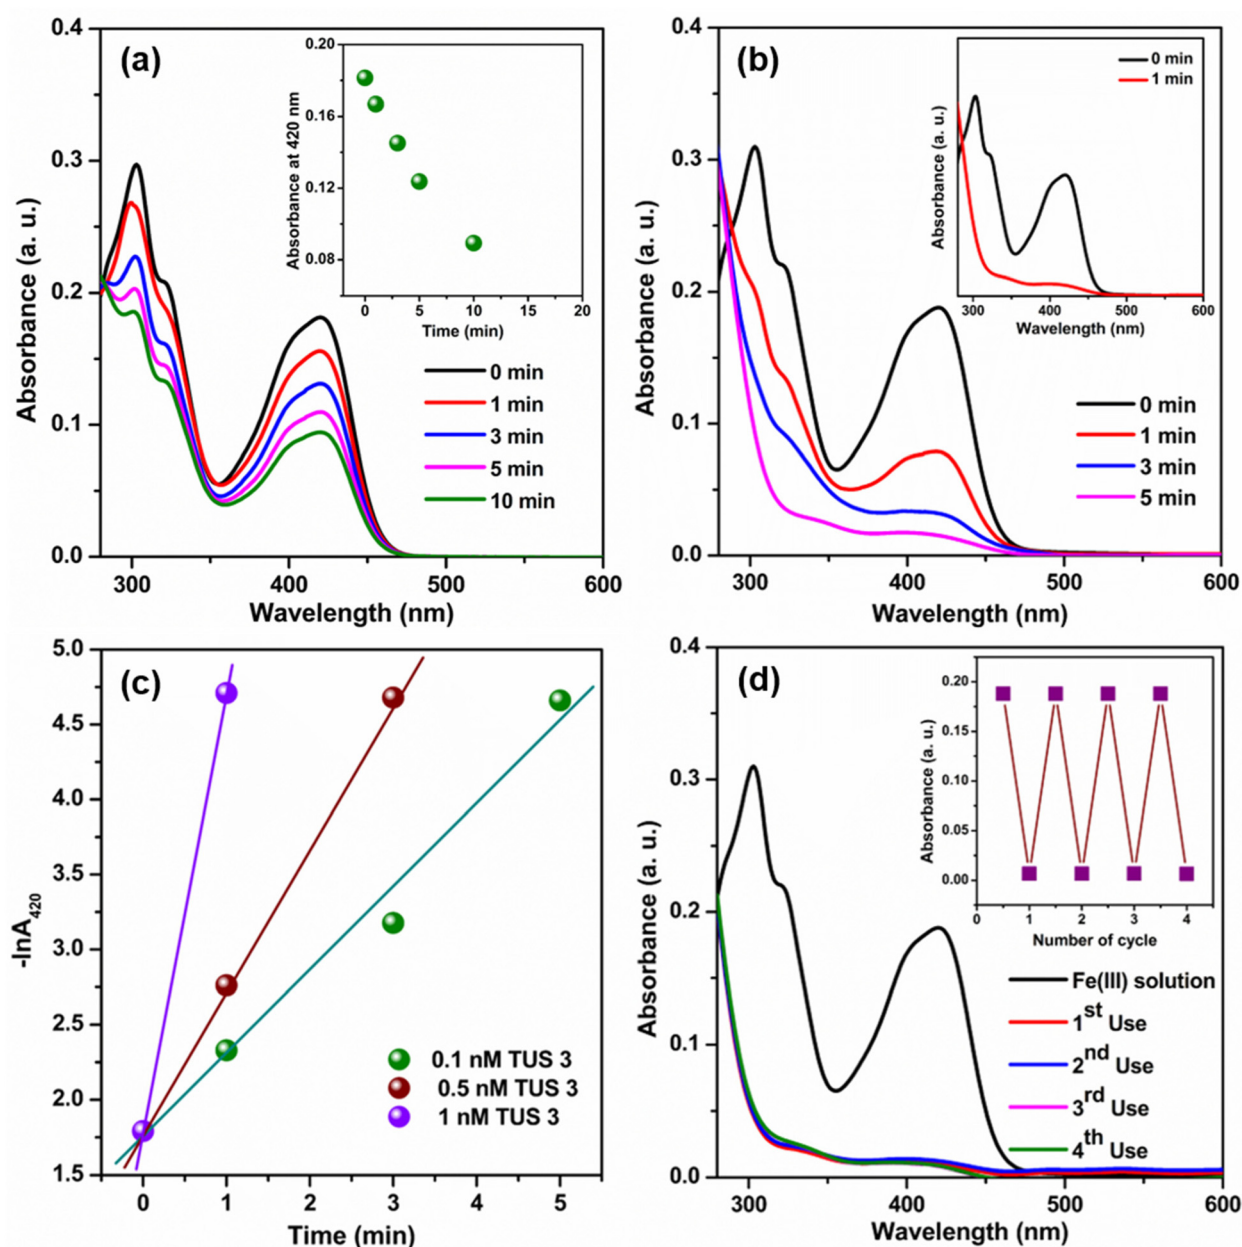 (a)
0.4
0.3
0.2
0.1
0.0
Absorbance (a. u.)
300
400
500
600
Wavelength (nm)
0.20
0.16
0.12
0.08
Absorbance at 420 nm
0
5
10
15
20
Time (min)
0 min
1 min
3 min
5 min
10 min
(b)
0.4
0.3
0.2
0.1
0.0
Absorbance (a. u.)
300
400
500
600
Wavelength (nm)
0 min
1 min
Absorbance (a. u.)
300
400
500
600
Wavelength (nm)
0 min
1 min
3 min
5 min
(c)
5.0
4.5
4.0
3.5
3.0
2.5
2.0
1.5
-lnA420
0
1
2
3
4
5
Time (min)
0.1 nM TUS 3
0.5 nM TUS 3
1 nM TUS 3
(d)
0.4
0.3
0.2
0.1
0.0
Absorbance (a. u.)
300
400
500
600
Wavelength (nm)
0.20
0.15
0.10
0.05
0.00
Absorbance (a. u.)
1
2
3
4
Number of cycle
Fe(III) solution
1st Use
2nd Use
3rd Use
4th Use